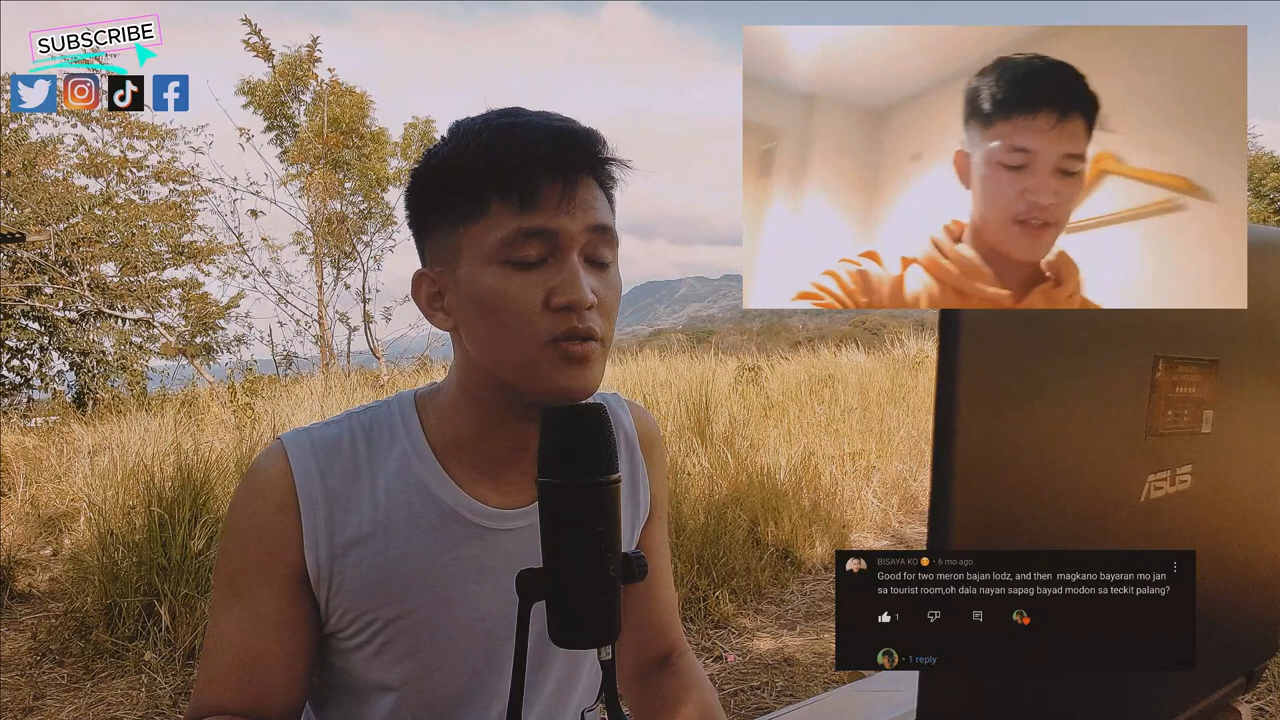 SUBSCRIBE
ASUS
BISAYA KO 😊 • 6 mo ago
Good for two meron bajan lodz, and then magkano bayaran mo jan
sa tourist room,oh dala nayan sapag bayad modon sa teckit palang?
1
• 1 reply